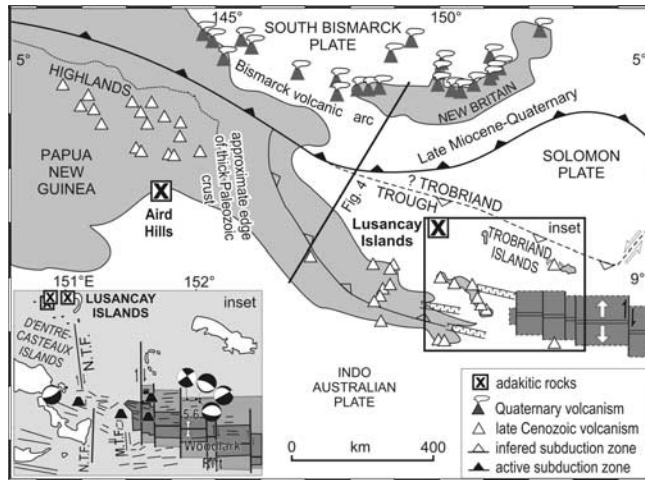 145°
150°
SOUTH BISMARCK
PLATE
5°
5°
HIGHLANDS
Bismarck volcanic arc
NEW BRITAIN
Late Miocene-Quaternary
PAPUA
NEW
GUINEA
approximate edge
of thick Paleozoic
crust
SOLOMON
PLATE
Fig. 4
? TROBRIAND
TROUGH
X
Aird
Hills
Lusancay
Islands
X
inset
TROBRIAND
ISLANDS
9°
151°E
152°
inset
X
X
LUSANCAY
ISLANDS
D'ENTRE-
CASTEAUX
ISLANDS
N.T.F.
N.T.F.
M.T.F.
5.6
Woodlark
Rift
INDO
AUSTRALIAN
PLATE
0
km
400
X adakitic rocks
Quaternary volcanism
late Cenozoic volcanism
infered subduction zone
active subduction zone